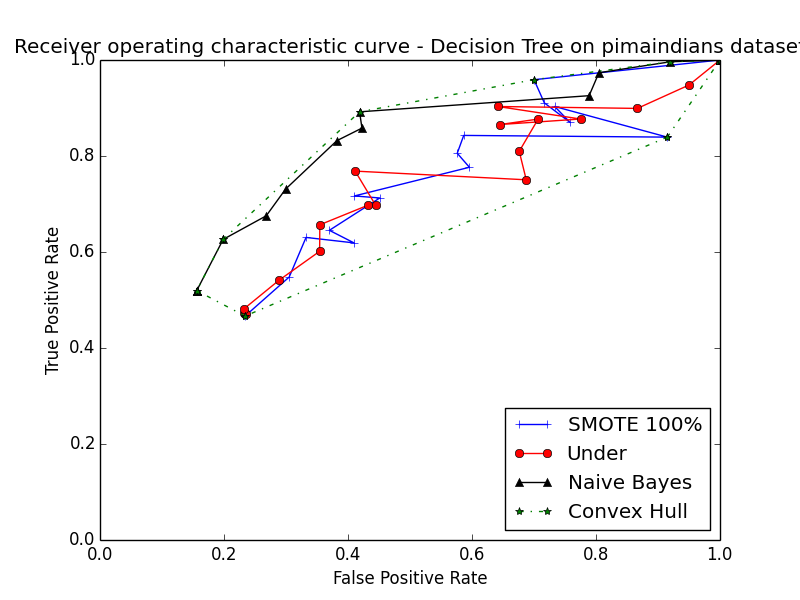 Receiver operating characteristic curve - Decision Tree on pimaindians dataset
1.0
0.8
0.6
0.4
0.2
0.0
True Positive Rate
0.0 0.2 0.4 0.6 0.8 1.0
False Positive Rate
SMOTE 100%
Under
Naive Bayes
Convex Hull